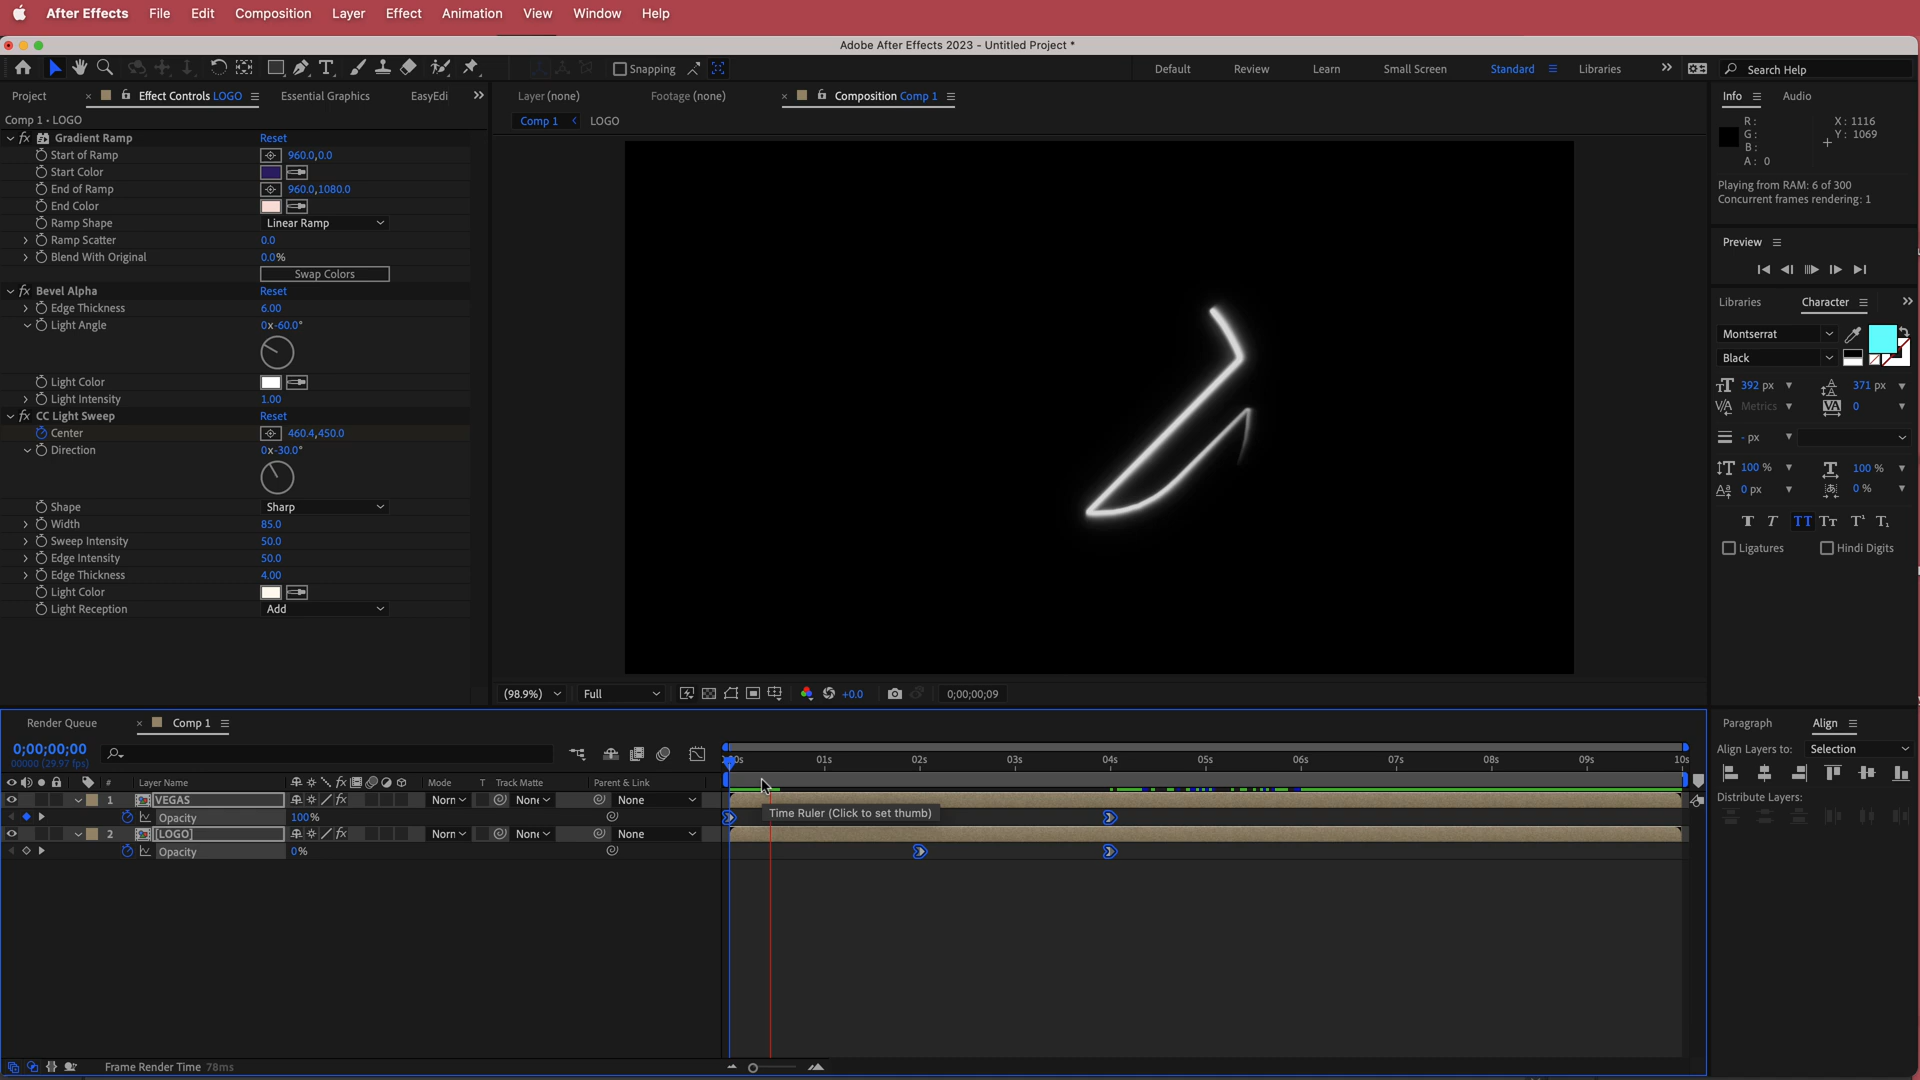 After Effects File Edit Composition Layer Effect Animation View Window Help
Adobe After Effects 2023 - Untitled Project *
Snapping Default Review Learn Small Screen Standard Libraries Search Help
Project Effect Controls LOGO Essential Graphics EasyEdi
Comp 1 • LOGO
fx Gradient Ramp Reset
Start of Ramp 960.0,0.0
Start Color
End of Ramp 960.0,1080.0
End Color
Ramp Shape Linear Ramp
Ramp Scatter 0.0
Blend With Original 0.0%
Swap Colors
fx Bevel Alpha Reset
Edge Thickness 6.00
Light Angle 0x-60.0°
Light Color
Light Intensity 1.00
fx CC Light Sweep Reset
Center 460.4,450.0
Direction 0x-30.0°
Shape Sharp
Width 85.0
Sweep Intensity 50.0
Edge Intensity 50.0
Edge Thickness 4.00
Light Color
Light Reception Add
Layer (none) Footage (none) Composition Comp 1
Comp 1 LOGO
(98.9%) Full +0.0 0;00;00;09
Info Audio
R: X: 1116
G: Y: 1069
B:
A: 0
Playing from RAM: 6 of 300
Concurrent frames rendering: 1
Preview
Libraries Character
Montserrat
Black
392 px 371 px
Metrics 0
- px
100 % 100 %
0 px 0 %
Ligatures Hindi Digits
Render Queue Comp 1
0;00;00;00
00000 (29.97 fps)
# Layer Name Mode T Track Matte Parent & Link
:00s 01s 02s 03s 04s 05s 06s 07s 08s 09s 10s
1 VEGAS fx Norn None None
Opacity 100%
2 [LOGO] fx Norn None None
Opacity 0%
Time Ruler (Click to set thumb)
Frame Render Time 78ms
Paragraph Align
Align Layers to: Selection
Distribute Layers: